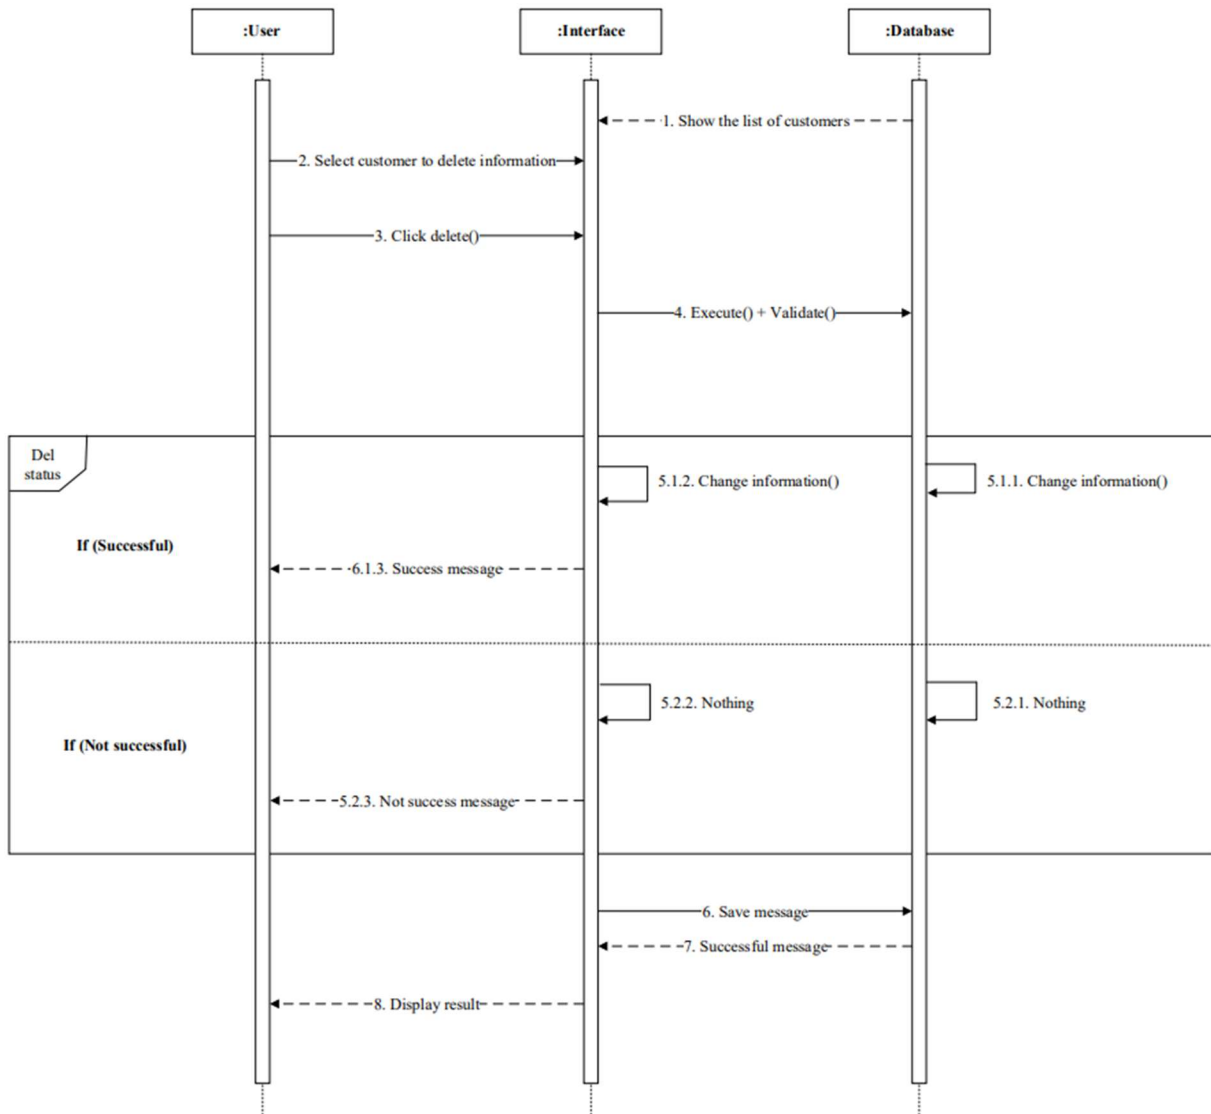 :User
:Interface
:Database
1. Show the list of customers
2. Select customer to delete information
3. Click delete()
4. Execute() + Validate()
Del
status
5.1.2. Change information()
5.1.1. Change information()
If (Successful)
6.1.3. Success message
5.2.2. Nothing
5.2.1. Nothing
If (Not successful)
5.2.3. Not success message
6. Save message
7. Successful message
8. Display result